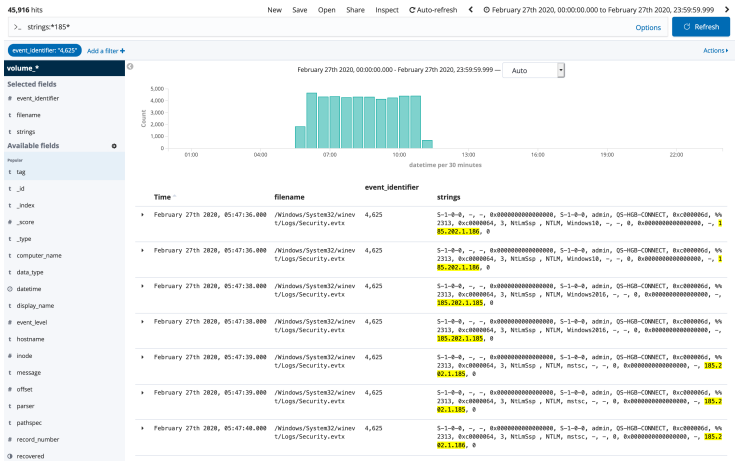 45,916 hits
New Save Open Share Inspect Auto-refresh February 27th 2020, 00:00:00.000 to February 27th 2020, 23:59:59.999
>_ strings:*185*
Options Refresh
event_identifier: "4,625" Add a filter +
Actions
volume_*
February 27th 2020, 00:00:00.000 - February 27th 2020, 23:59:59.999 — Auto
Selected fields
# event_identifier
t filename
t strings
Available fields
Popular
t tag
t _id
t _index
# _score
t _type
t computer_name
t data_type
datetime
t display_name
# event_level
t hostname
# inode
t message
# offset
t parser
t pathspec
# record_number
recovered
Count
5,000
4,000
3,000
2,000
1,000
0
01:00 04:00 07:00 10:00 13:00 16:00 19:00 22:00
datetime per 30 minutes
Time filename event_identifier strings
February 27th 2020, 05:47:36.000 /Windows/System32/winev 4,625 S-1-0-0, -, -, 0x0000000000000000, S-1-0-0, admin, QS-HGB-CONNECT, 0xc000006d, %%
t/Logs/Security.evtx 2313, 0xc0000064, 3, NtLmSsp , NTLM, Windows10, -, -, 0, 0x0000000000000000, -, 1
85.202.1.186, 0
February 27th 2020, 05:47:36.000 /Windows/System32/winev 4,625 S-1-0-0, -, -, 0x0000000000000000, S-1-0-0, admin, QS-HGB-CONNECT, 0xc000006d, %%
t/Logs/Security.evtx 2313, 0xc0000064, 3, NtLmSsp , NTLM, Windows10, -, -, 0, 0x0000000000000000, -, 1
85.202.1.186, 0
February 27th 2020, 05:47:38.000 /Windows/System32/winev 4,625 S-1-0-0, -, -, 0x0000000000000000, S-1-0-0, admin, QS-HGB-CONNECT, 0xc000006d, %%
t/Logs/Security.evtx 2313, 0xc0000064, 3, NtLmSsp , NTLM, Windows2016, -, -, 0, 0x0000000000000000, -,
185.202.1.185, 0
February 27th 2020, 05:47:38.000 /Windows/System32/winev 4,625 S-1-0-0, -, -, 0x0000000000000000, S-1-0-0, admin, QS-HGB-CONNECT, 0xc000006d, %%
t/Logs/Security.evtx 2313, 0xc0000064, 3, NtLmSsp , NTLM, Windows2016, -, -, 0, 0x0000000000000000, -,
185.202.1.185, 0
February 27th 2020, 05:47:39.000 /Windows/System32/winev 4,625 S-1-0-0, -, -, 0x0000000000000000, S-1-0-0, admin, QS-HGB-CONNECT, 0xc000006d, %%
t/Logs/Security.evtx 2313, 0xc0000064, 3, NtLmSsp , NTLM, mstsc, -, -, 0, 0x0000000000000000, -, 185.2
02.1.185, 0
February 27th 2020, 05:47:39.000 /Windows/System32/winev 4,625 S-1-0-0, -, -, 0x0000000000000000, S-1-0-0, admin, QS-HGB-CONNECT, 0xc000006d, %%
t/Logs/Security.evtx 2313, 0xc0000064, 3, NtLmSsp , NTLM, mstsc, -, -, 0, 0x0000000000000000, -, 185.2
02.1.185, 0
February 27th 2020, 05:47:40.000 /Windows/System32/winev 4,625 S-1-0-0, -, -, 0x0000000000000000, S-1-0-0, admin, QS-HGB-CONNECT, 0xc000006d, %%
t/Logs/Security.evtx 2313, 0xc0000064, 3, NtLmSsp , NTLM, mstsc, -, -, 0, 0x0000000000000000, -, 185.2
02.1.186, 0